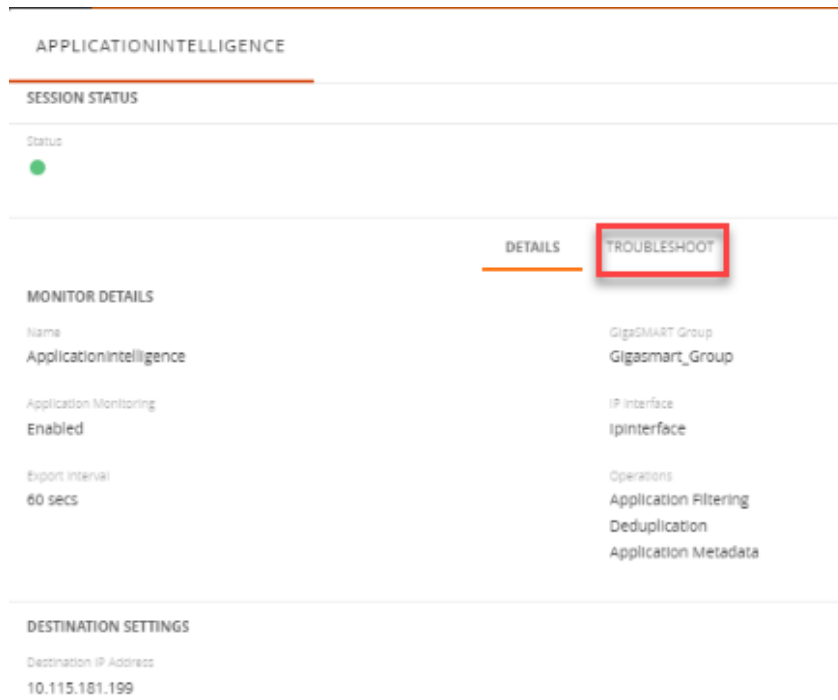 APPLICATIONINTELLIGENCE
SESSION STATUS
Status
DETAILS
TROUBLESHOOT
MONITOR DETAILS
Name
GigaSMART Group
ApplicationIntelligence
Gigasmart_Group
Application Monitoring
IP Interface
Enabled
IpInterface
Export Interval
Operations
60 secs
Application Filtering
Deduplication
Application Metadata
DESTINATION SETTINGS
Destination IP Address
10.115.181.199